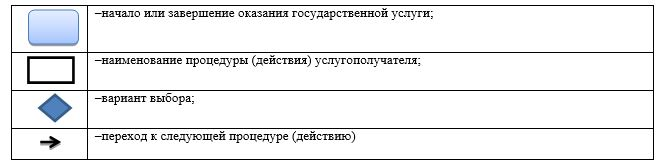 –начало или завершение оказания государственной услуги;
–наименование процедуры (действия) услугополучателя;
–вариант выбора;
–переход к следующей процедуре (действию)